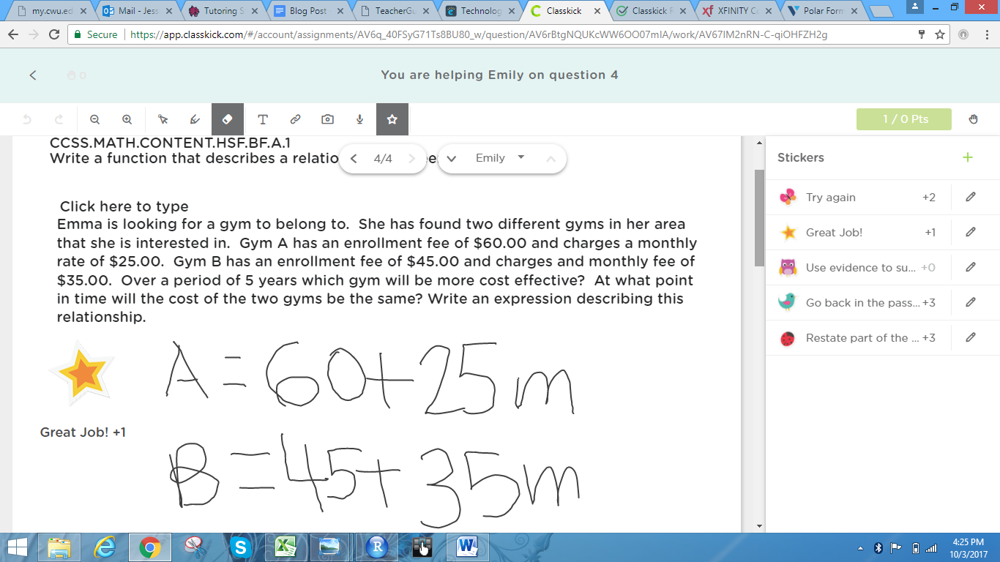 my.cwu.ed
Mail - Jess
Tutoring S
Blog Post -
TeacherGu
Technolog
Classkick
Classkick F
XFINITY Co
Polar Form
Secure https://app.classkick.com/#/account/assignments/AV6q_40FSyG71Ts8BU80_w/question/AV6rBtgNQUKcWW6OO07mIA/work/AV67IM2nRN-C-qiOHFZH2g
0
You are helping Emily on question 4
T
1 / 0 Pts
CCSS.MATH.CONTENT.HSF.BF.A.1
Write a function that describes a relatio
4/4
Emily
Click here to type
Emma is looking for a gym to belong to. She has found two different gyms in her area
that she is interested in. Gym A has an enrollment fee of $60.00 and charges a monthly
rate of $25.00. Gym B has an enrollment fee of $45.00 and charges and monthly fee of
$35.00. Over a period of 5 years which gym will be more cost effective? At what point
in time will the cost of the two gyms be the same? Write an expression describing this
relationship.
A = 60+25m
Great Job! +1
B = 45+35m
Stickers
Try again +2
Great Job! +1
Use evidence to su... +0
Go back in the pass... +3
Restate part of the ... +3
4:25 PM
10/3/2017